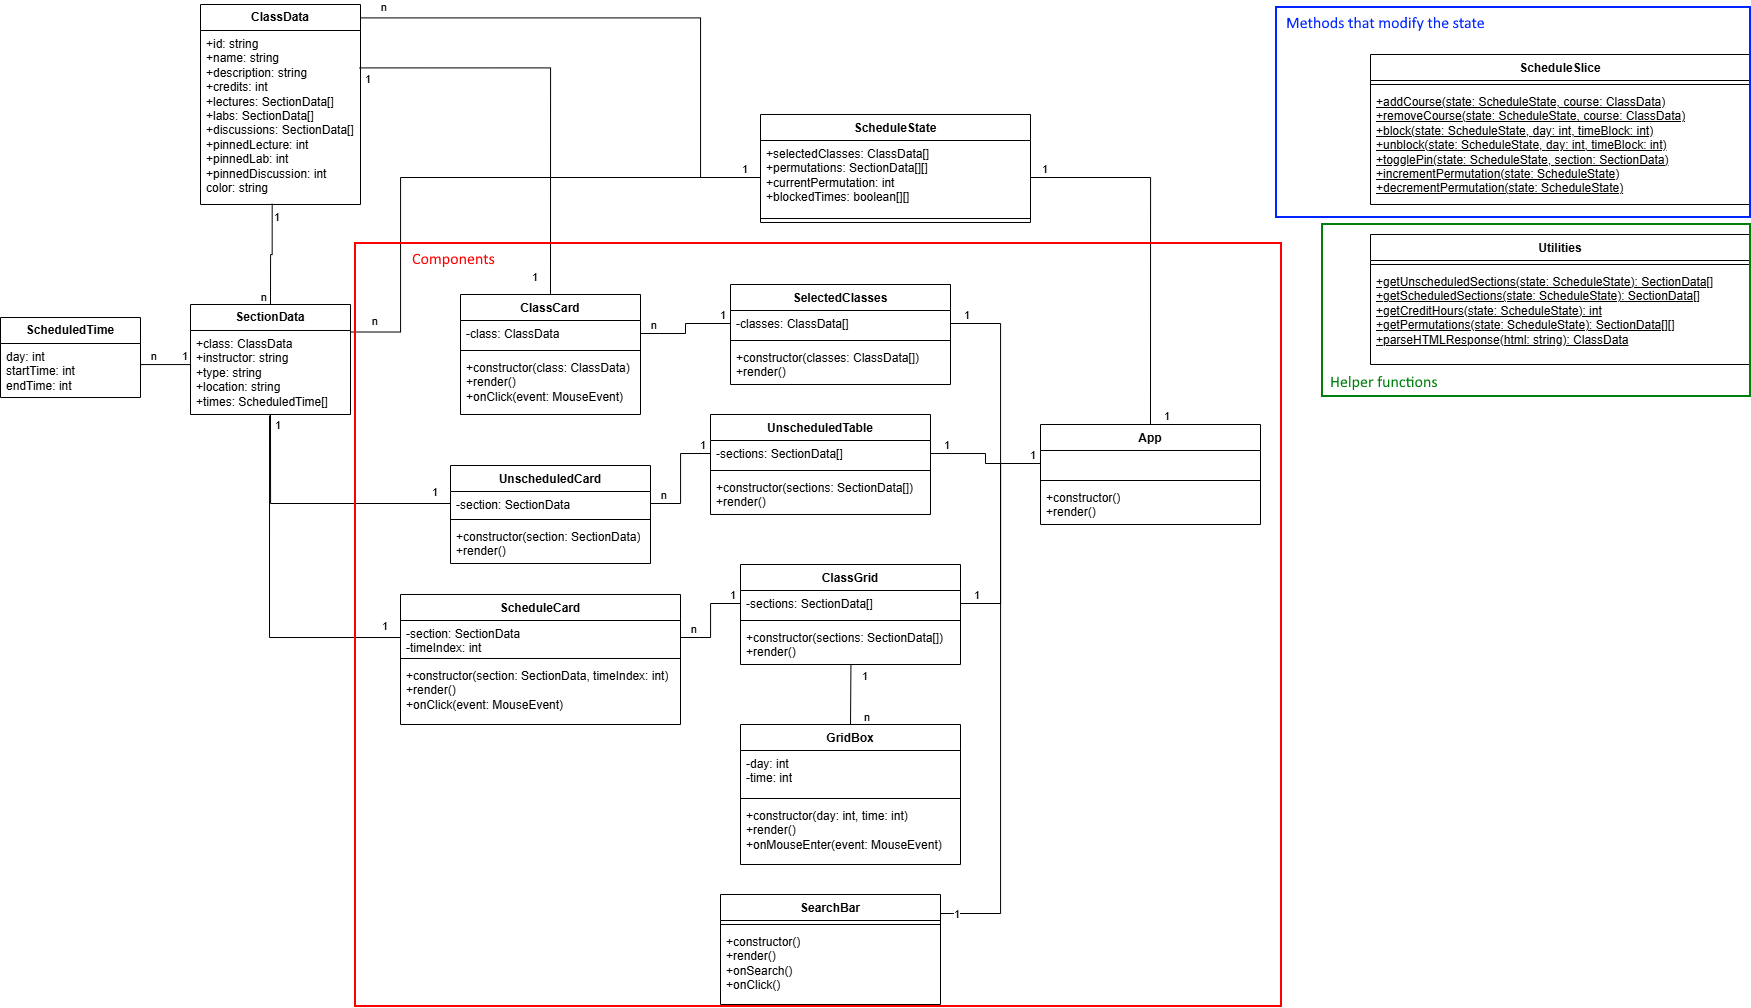 ClassData
+id: string
+name: string
+description: string
+credits: int
+lectures: SectionData[]
+labs: SectionData[]
+discussions: SectionData[]
+pinnedLecture: int
+pinnedLab: int
+pinnedDiscussion: int
color: string
n
1
1
n
ScheduledTime
day: int
startTime: int
endTime: int
n
1
SectionData
+class: ClassData
+instructor: string
+type: string
+location: string
+times: ScheduledTime[]
n
1
ScheduleState
+selectedClasses: ClassData[]
+permutations: SectionData[][]
+currentPermutation: int
+blockedTimes: boolean[][]
1
1
Methods that modify the state
ScheduleSlice
+addCourse(state: ScheduleState, course: ClassData)
+removeCourse(state: ScheduleState, course: ClassData)
+block(state: ScheduleState, day: int, timeBlock: int)
+unblock(state: ScheduleState, day: int, timeBlock: int)
+togglePin(state: ScheduleState, section: SectionData)
+incrementPermutation(state: ScheduleState)
+decrementPermutation(state: ScheduleState)
Utilities
+getUnscheduledSections(state: ScheduleState): SectionData[]
+getScheduledSections(state: ScheduleState): SectionData[]
+getCreditHours(state: ScheduleState): int
+getPermutations(state: ScheduleState): SectionData[][]
+parseHTMLResponse(html: string): ClassData
Helper functions
Components
1
ClassCard
-class: ClassData
+constructor(class: ClassData)
+render()
+onClick(event: MouseEvent)
n
1
SelectedClasses
-classes: ClassData[]
+constructor(classes: ClassData[])
+render()
1
1
UnscheduledCard
-section: SectionData
+constructor(section: SectionData)
+render()
n
1
UnscheduledTable
-sections: SectionData[]
+constructor(sections: SectionData[])
+render()
1
1
1
App
+constructor()
+render()
1
ScheduleCard
-section: SectionData
-timeIndex: int
+constructor(section: SectionData, timeIndex: int)
+render()
+onClick(event: MouseEvent)
n
1
ClassGrid
-sections: SectionData[]
+constructor(sections: SectionData[])
+render()
1
1
n
GridBox
-day: int
-time: int
+constructor(day: int, time: int)
+render()
+onMouseEnter(event: MouseEvent)
SearchBar
+constructor()
+render()
+onSearch()
+onClick()
1